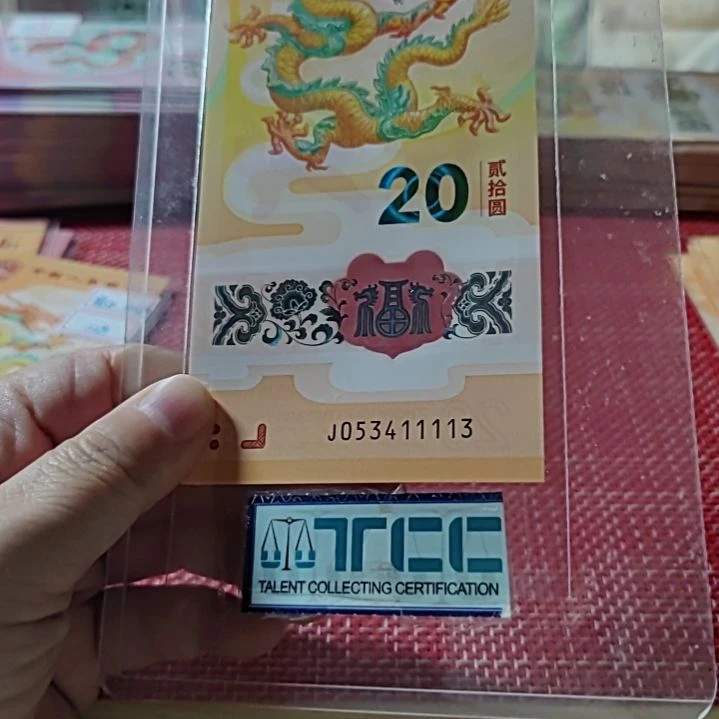 20
贰拾圆
福
J053411113
TCC
TALENT COLLECTING CERTIFICATION